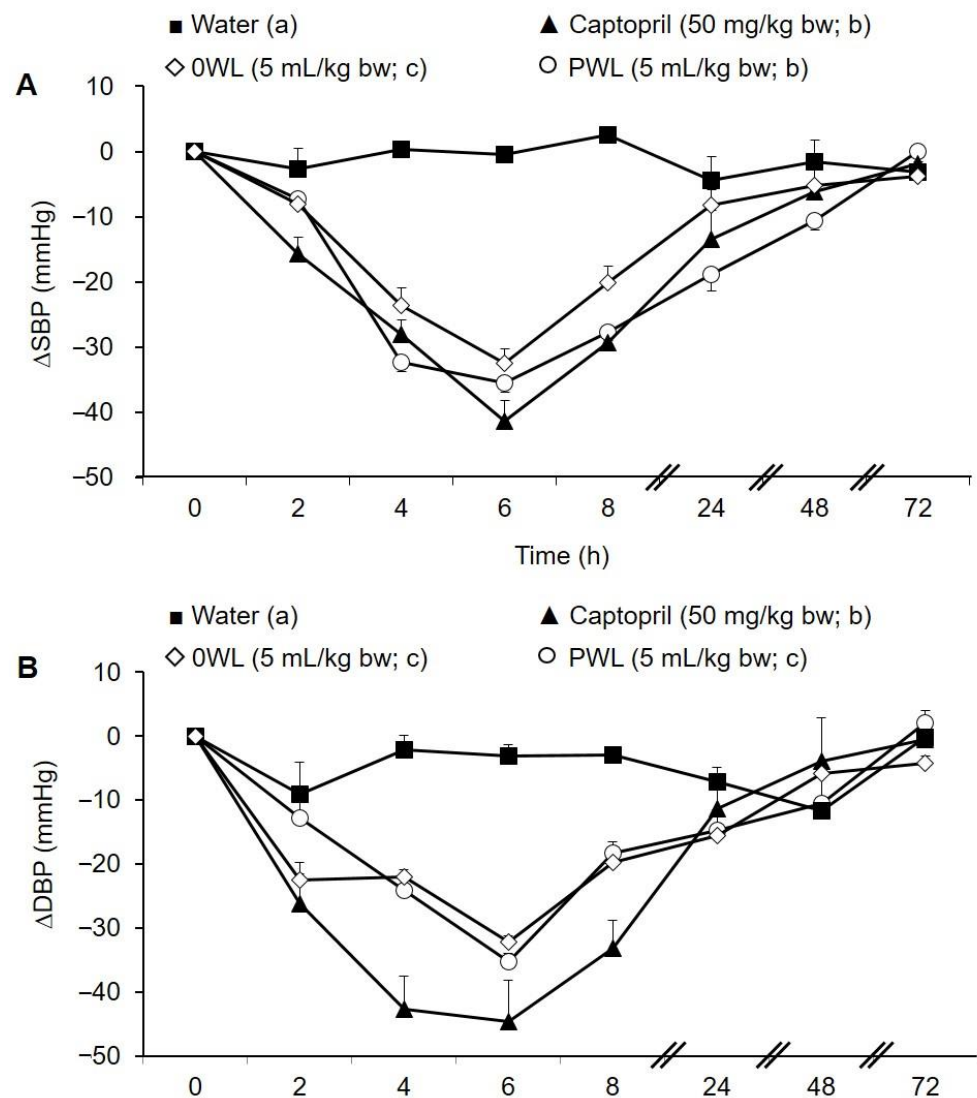 ■ Water (a) ▲ Captopril (50 mg/kg bw; b)
◇ 0WL (5 mL/kg bw; c) ○ PWL (5 mL/kg bw; b)
A
10
0
−10
−20
−30
−40
−50
ΔSBP (mmHg)
0 2 4 6 8 24 48 72
Time (h)
■ Water (a) ▲ Captopril (50 mg/kg bw; b)
◇ 0WL (5 mL/kg bw; c) ○ PWL (5 mL/kg bw; c)
B
10
0
−10
−20
−30
−40
−50
ΔDBP (mmHg)
0 2 4 6 8 24 48 72